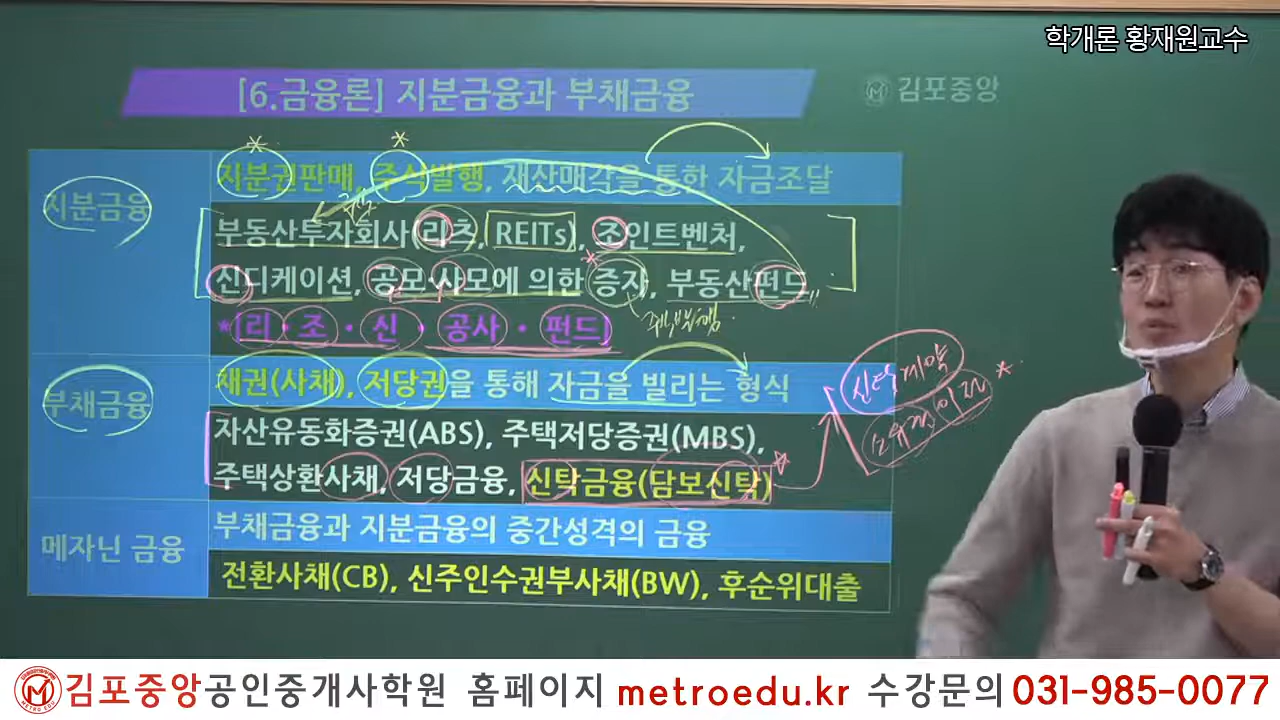 학개론 황재원교수
[6.금융론] 지분금융과 부채금융
김포중앙
지분금융
지분권판매, 주식발행, 재산매각을 통한 자금조달
부동산투자회사(리츠, REITs), 조인트벤처,
신디케이션, 공모·사모에 의한 증자, 부동산펀드
*[리·조·신·공사·펀드]
부채금융
채권(사채), 저당권을 통해 자금을 빌리는 형식
신탁계약
자산유동화증권(ABS), 주택저당증권(MBS),
주택상환사채, 저당금융, 신탁금융(담보신탁)
메자닌 금융
부채금융과 지분금융의 중간성격의 금융
전환사채(CB), 신주인수권부사채(BW), 후순위대출
METRO EDU
김포중앙공인중개사학원 홈페이지 metroedu.kr 수강문의 031-985-0077